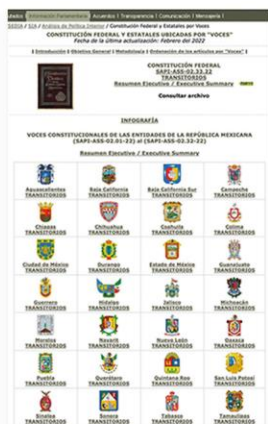 Información Parlamentaria | Acuerdos | Transparencia | Comunicación | Mensajería |
SEDIA / SIA / Análisis de Política Interior / Constitución Federal y Estatales por Voces
CONSTITUCIÓN FEDERAL Y ESTATALES UBICADAS POR "VOCES"
Fecha de la última actualización: Febrero del 2022
| Introducción | Objetivo General | Metodología | Ordenación de los artículos por "Voces" |
CONSTITUCIÓN FEDERAL
SAPI-ASS-02.33.22
TRANSITORIOS
Resumen Ejecutivo / Executive Summary
Consultar archivo
INFOGRAFÍA
VOCES CONSTITUCIONALES DE LAS ENTIDADES DE LA REPÚBLICA MEXICANA
(SAPI-ASS-02.01-22) al (SAPI-ASS-02.32-22)
Resumen Ejecutivo / Executive Summary
Aguascalientes Baja California Baja California Sur Campeche
TRANSITORIOS TRANSITORIOS TRANSITORIOS TRANSITORIOS
Chiapas Chihuahua Coahuila Colima
TRANSITORIOS TRANSITORIOS TRANSITORIOS TRANSITORIOS
Ciudad de México Durango Estado de México Guanajuato
TRANSITORIOS TRANSITORIOS TRANSITORIOS TRANSITORIOS
Guerrero Hidalgo Jalisco Michoacán
TRANSITORIOS TRANSITORIOS TRANSITORIOS TRANSITORIOS
Morelos Nayarit Nuevo León Oaxaca
TRANSITORIOS TRANSITORIOS TRANSITORIOS TRANSITORIOS
Puebla Querétaro Quintana Roo San Luis Potosí
TRANSITORIOS TRANSITORIOS TRANSITORIOS TRANSITORIOS
Sinaloa Sonora Tabasco Tamaulipas
TRANSITORIOS TRANSITORIOS TRANSITORIOS TRANSITORIOS